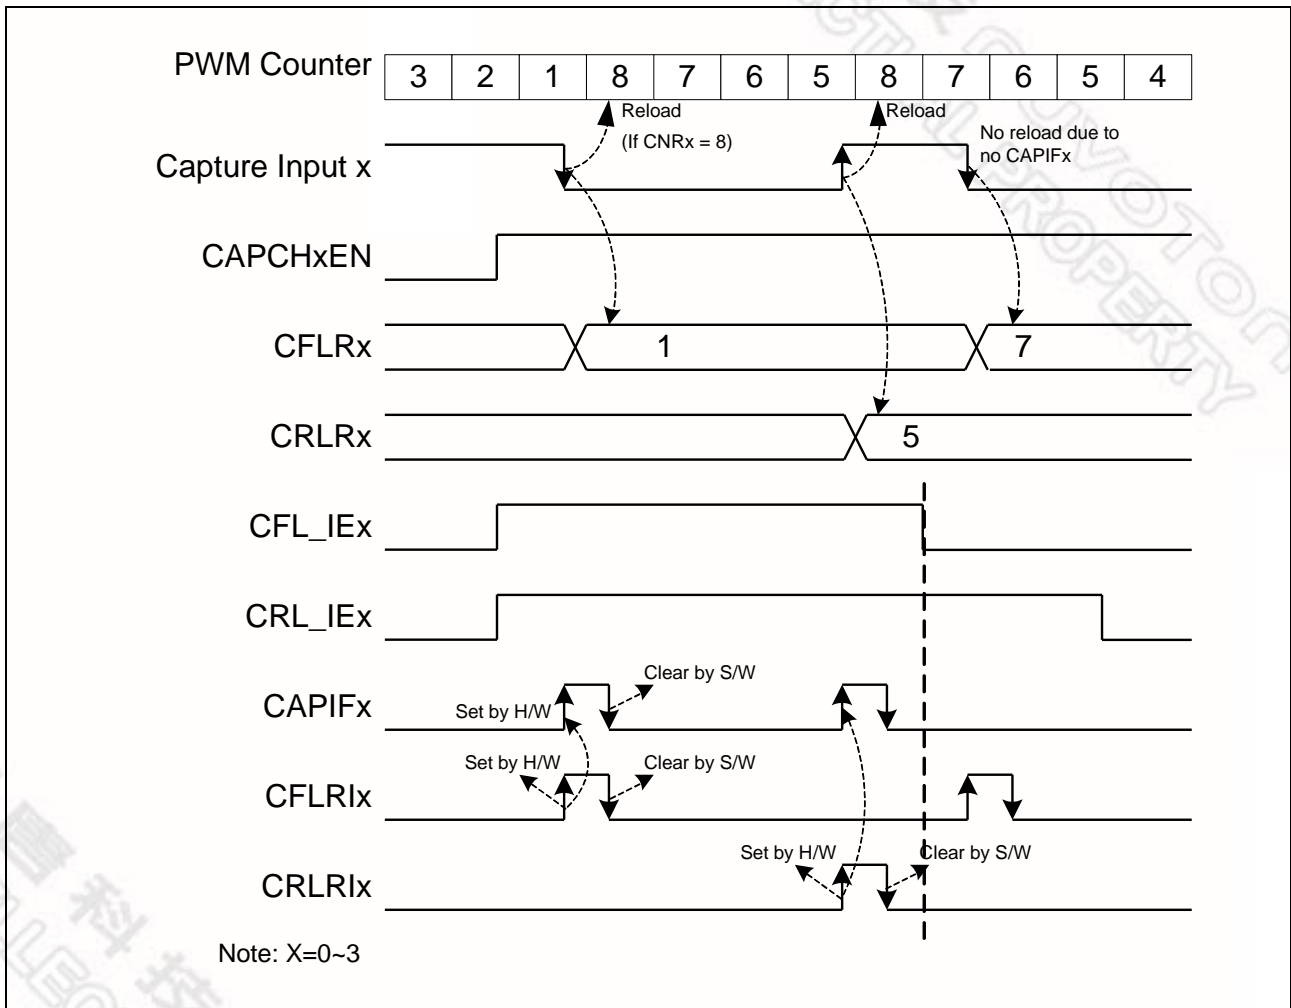 PWM Counter 3 2 1 8 7 6 5 8 7 6 5 4
Reload
(If CNRx = 8)
Reload
No reload due to
no CAPIFx
Capture Input x
CAPCHxEN
CFLRx 1 7
CRLRx 5
CFL_IEx
CRL_IEx
Clear by S/W
CAPIFx
Set by H/W
Set by H/W
Clear by S/W
CFLRIx
Set by H/W
Clear by S/W
CRLRIx
Note: X=0~3